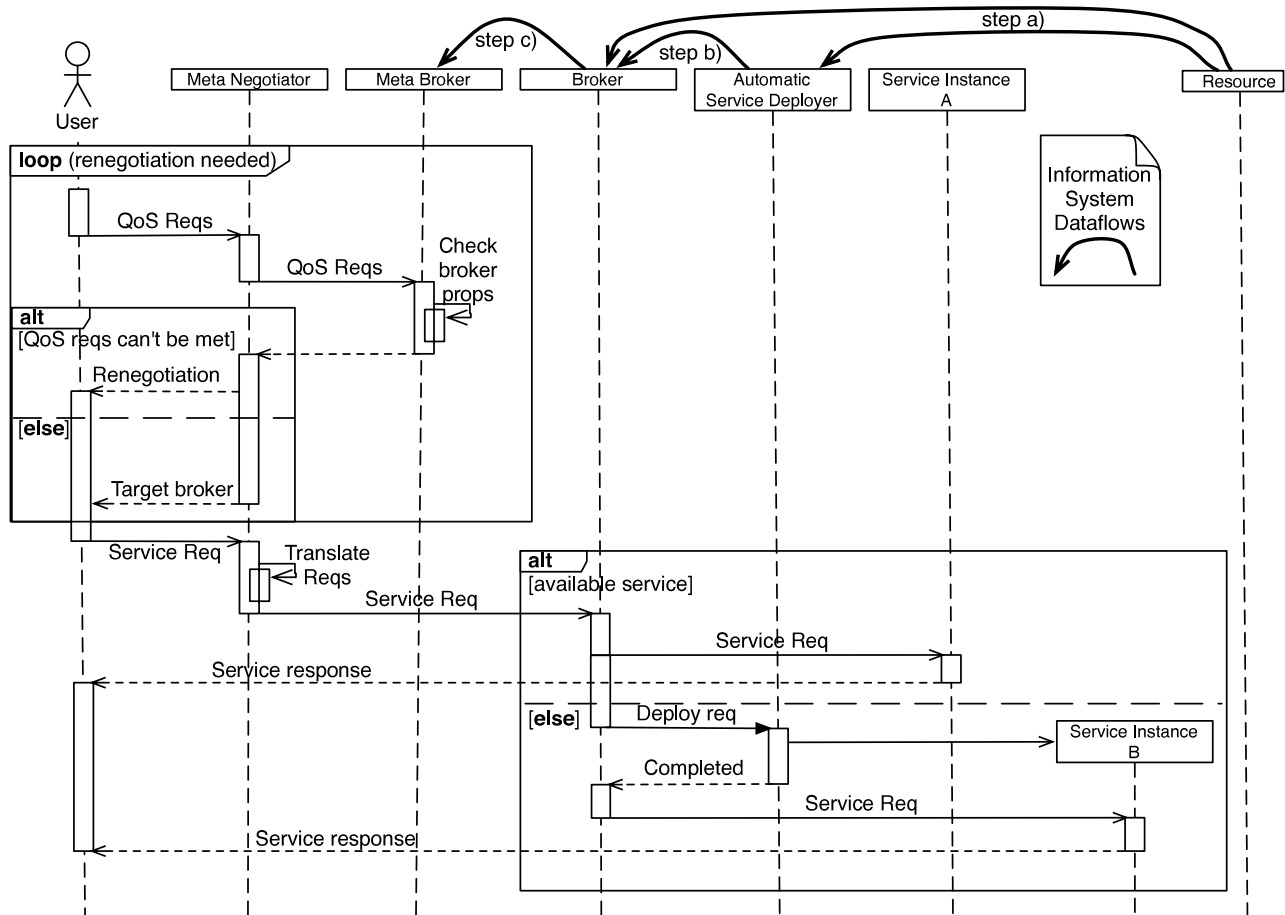 step a)
step c)
step b)
Meta Negotiator
Meta Broker
Broker
Automatic
Service Deployer
Service Instance
A
Resource
User
loop (renegotiation needed)
Information
System
Dataflows
QoS Reqs
Check
broker
props
QoS Reqs
alt
[QoS reqs can't be met]
Renegotiation
[else]
Target broker
Service Req
Translate
Reqs
alt
[available service]
Service Req
Service Req
Service response
[else]
Deploy req
Service Instance
B
Completed
Service Req
Service response